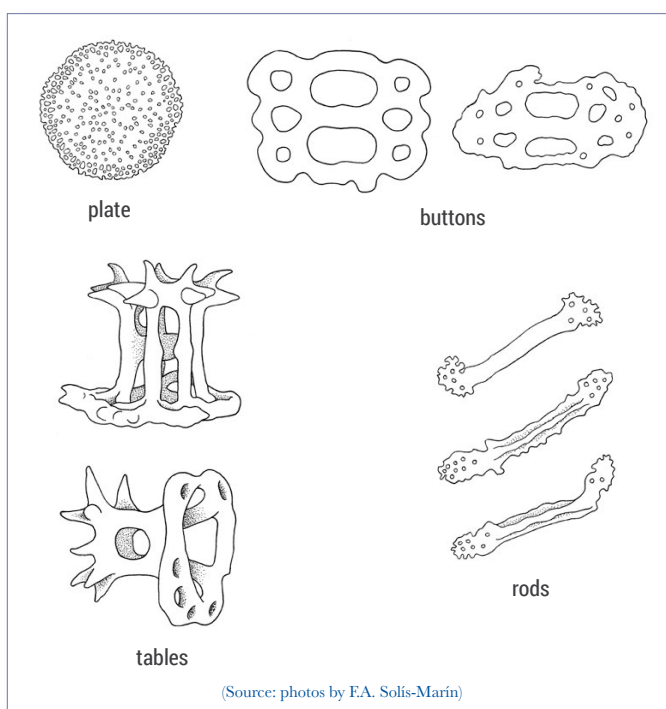 plate
buttons
tables
rods
(Source: photos by F.A. Solís-Marín)